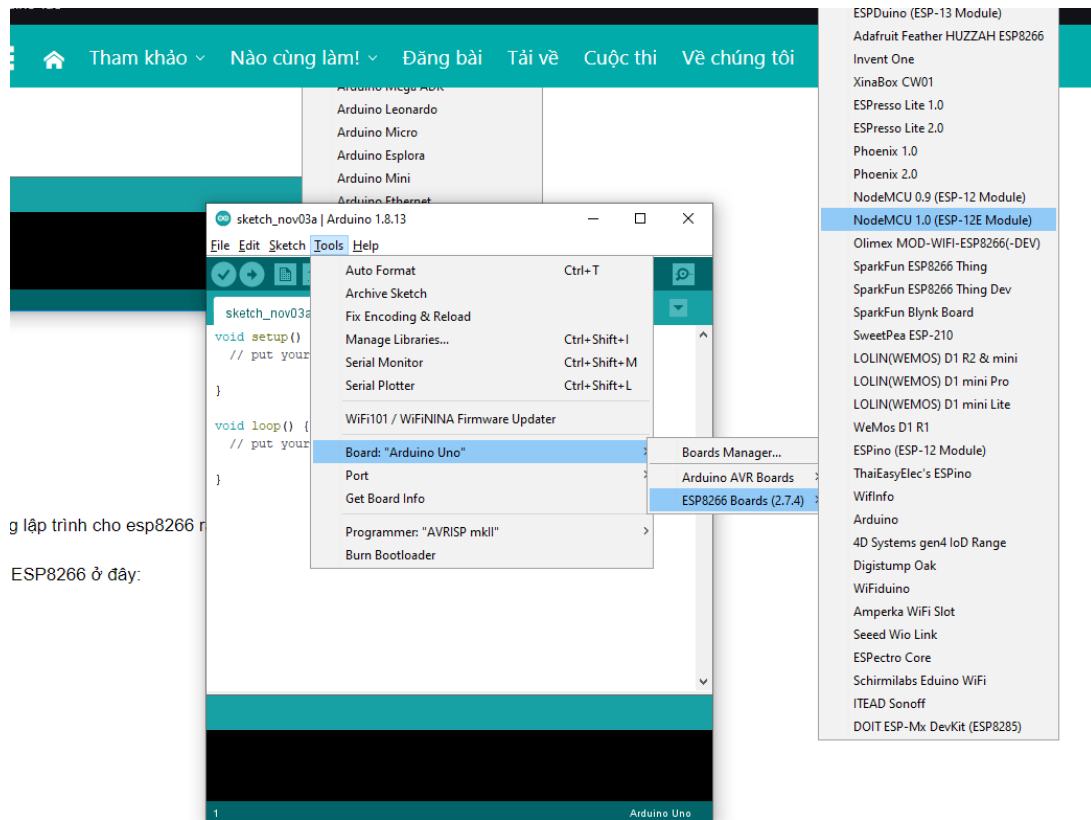 Tham khảo
Nào cùng làm!
Đăng bài
Tải về
Cuộc thi
Về chúng tôi
Arduino Mega ADK
Arduino Leonardo
Arduino Micro
Arduino Esplora
Arduino Mini
Arduino Ethernet
sketch_nov03a | Arduino 1.8.13
File Edit Sketch Tools Help
sketch_nov03a
void setup()
// put your
}
void loop() {
// put your
}
Auto Format Ctrl+T
Archive Sketch
Fix Encoding & Reload
Manage Libraries... Ctrl+Shift+I
Serial Monitor Ctrl+Shift+M
Serial Plotter Ctrl+Shift+L
WiFi101 / WiFiNINA Firmware Updater
Board: "Arduino Uno"
Port
Get Board Info
Programmer: "AVRISP mkII"
Burn Bootloader
Boards Manager...
Arduino AVR Boards
ESP8266 Boards (2.7.4)
ESPDuino (ESP-13 Module)
Adafruit Feather HUZZAH ESP8266
Invent One
XinaBox CW01
ESPresso Lite 1.0
ESPresso Lite 2.0
Phoenix 1.0
Phoenix 2.0
NodeMCU 0.9 (ESP-12 Module)
NodeMCU 1.0 (ESP-12E Module)
Olimex MOD-WIFI-ESP8266(-DEV)
SparkFun ESP8266 Thing
SparkFun ESP8266 Thing Dev
SparkFun Blynk Board
SweetPea ESP-210
LOLIN(WEMOS) D1 R2 & mini
LOLIN(WEMOS) D1 mini Pro
LOLIN(WEMOS) D1 mini Lite
WeMos D1 R1
ESPino (ESP-12 Module)
ThaiEasyElec's ESPino
WifInfo
Arduino
4D Systems gen4 IoD Range
Digistump Oak
WiFiduino
Amperka WiFi Slot
Seeed Wio Link
ESPectro Core
Schirmilabs Eduino WiFi
ITEAD Sonoff
DOIT ESP-Mx DevKit (ESP8285)
g lập trình cho esp8266 r
ESP8266 ở đây:
1
Arduino Uno